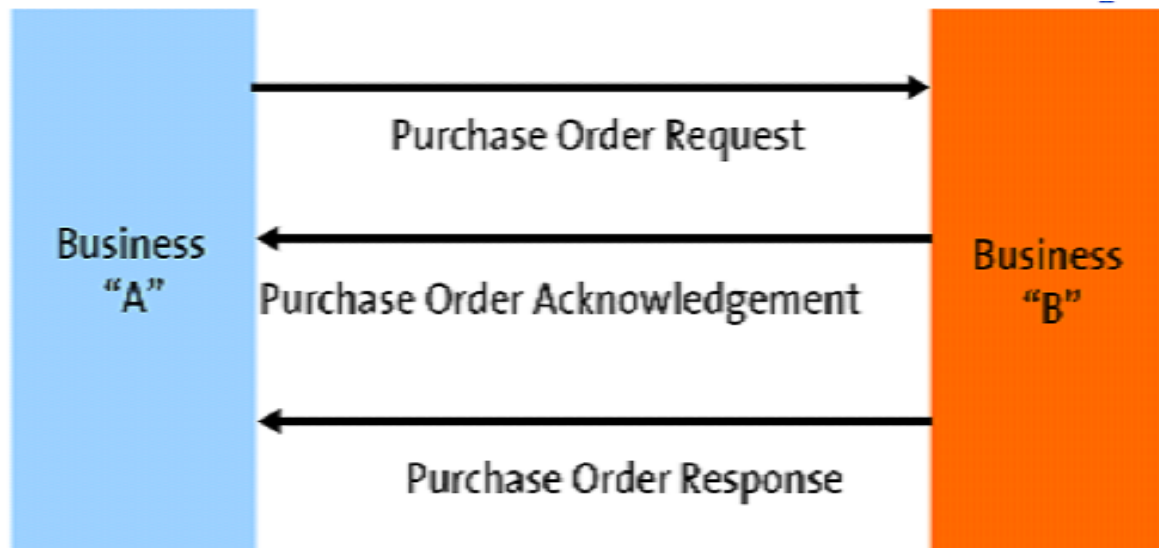 Purchase Order Request
Business
“A”
Purchase Order Acknowledgement
Business
“B”
Purchase Order Response